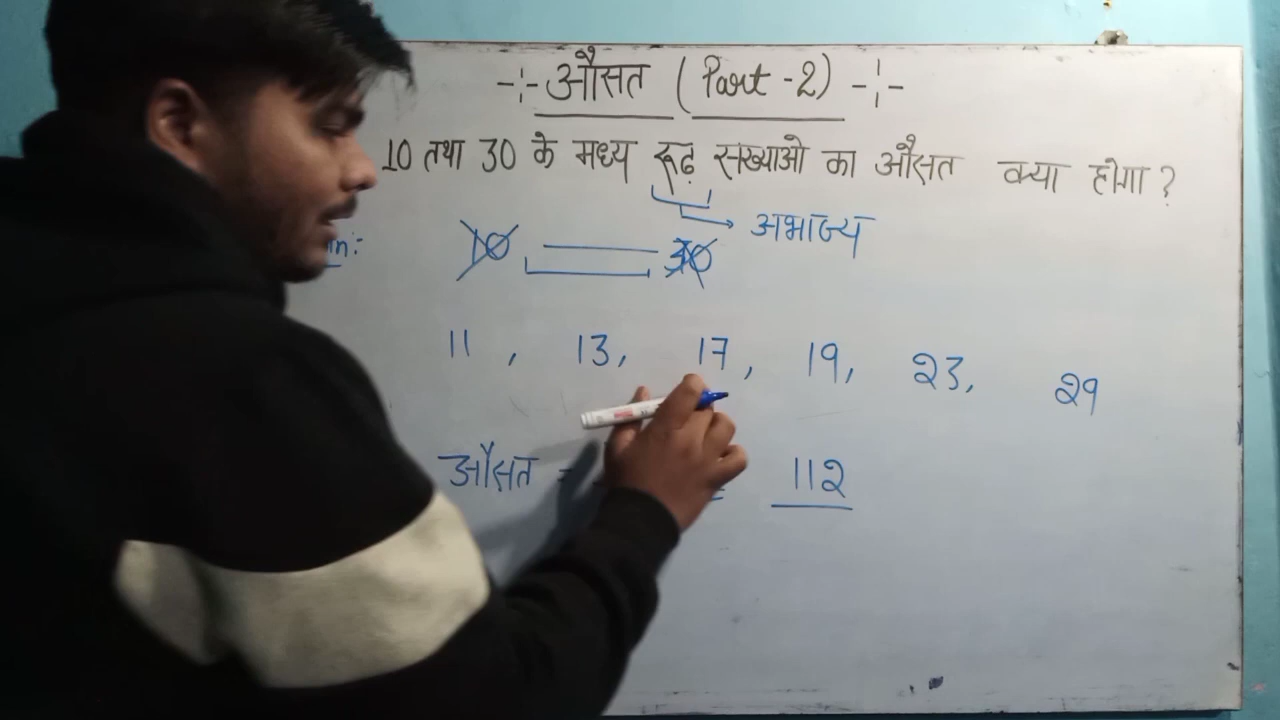 -:- औसत (Part -2) -:-
10 तथा 30 के मध्य रूढ़ सख्याओ का औसत क्या होगा ?
अभाज्य
n:- 10 30
11 , 13, 17, 19, 23, 29
औसत = = 112